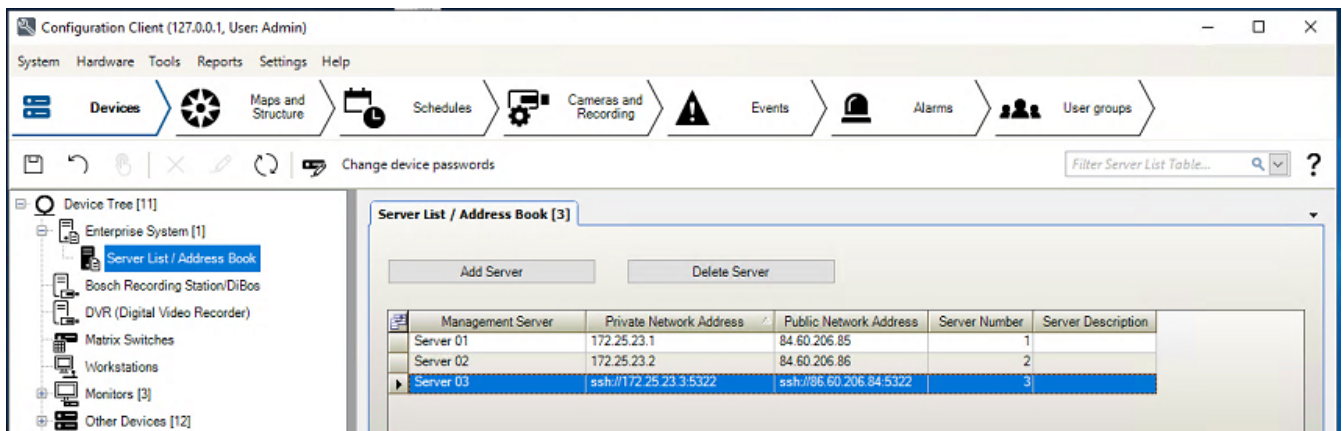 Configuration Client (127.0.0.1, User: Admin)
System Hardware Tools Reports Settings Help
Devices Maps and Structure Schedules Cameras and Recording Events Alarms User groups
Change device passwords Filter Server List Table... ?
Device Tree [11]
Enterprise System [1]
Server List / Address Book
Bosch Recording Station/DiBos
DVR (Digital Video Recorder)
Matrix Switches
Workstations
Monitors [3]
Other Devices [12]
Server List / Address Book [3]
Add Server Delete Server
Management Server Private Network Address Public Network Address Server Number Server Description
Server 01 172.25.23.1 84.60.206.85 1
Server 02 172.25.23.2 84.60.206.86 2
Server 03 ssh://172.25.23.3:5322 ssh://86.60.206.84:5322 3